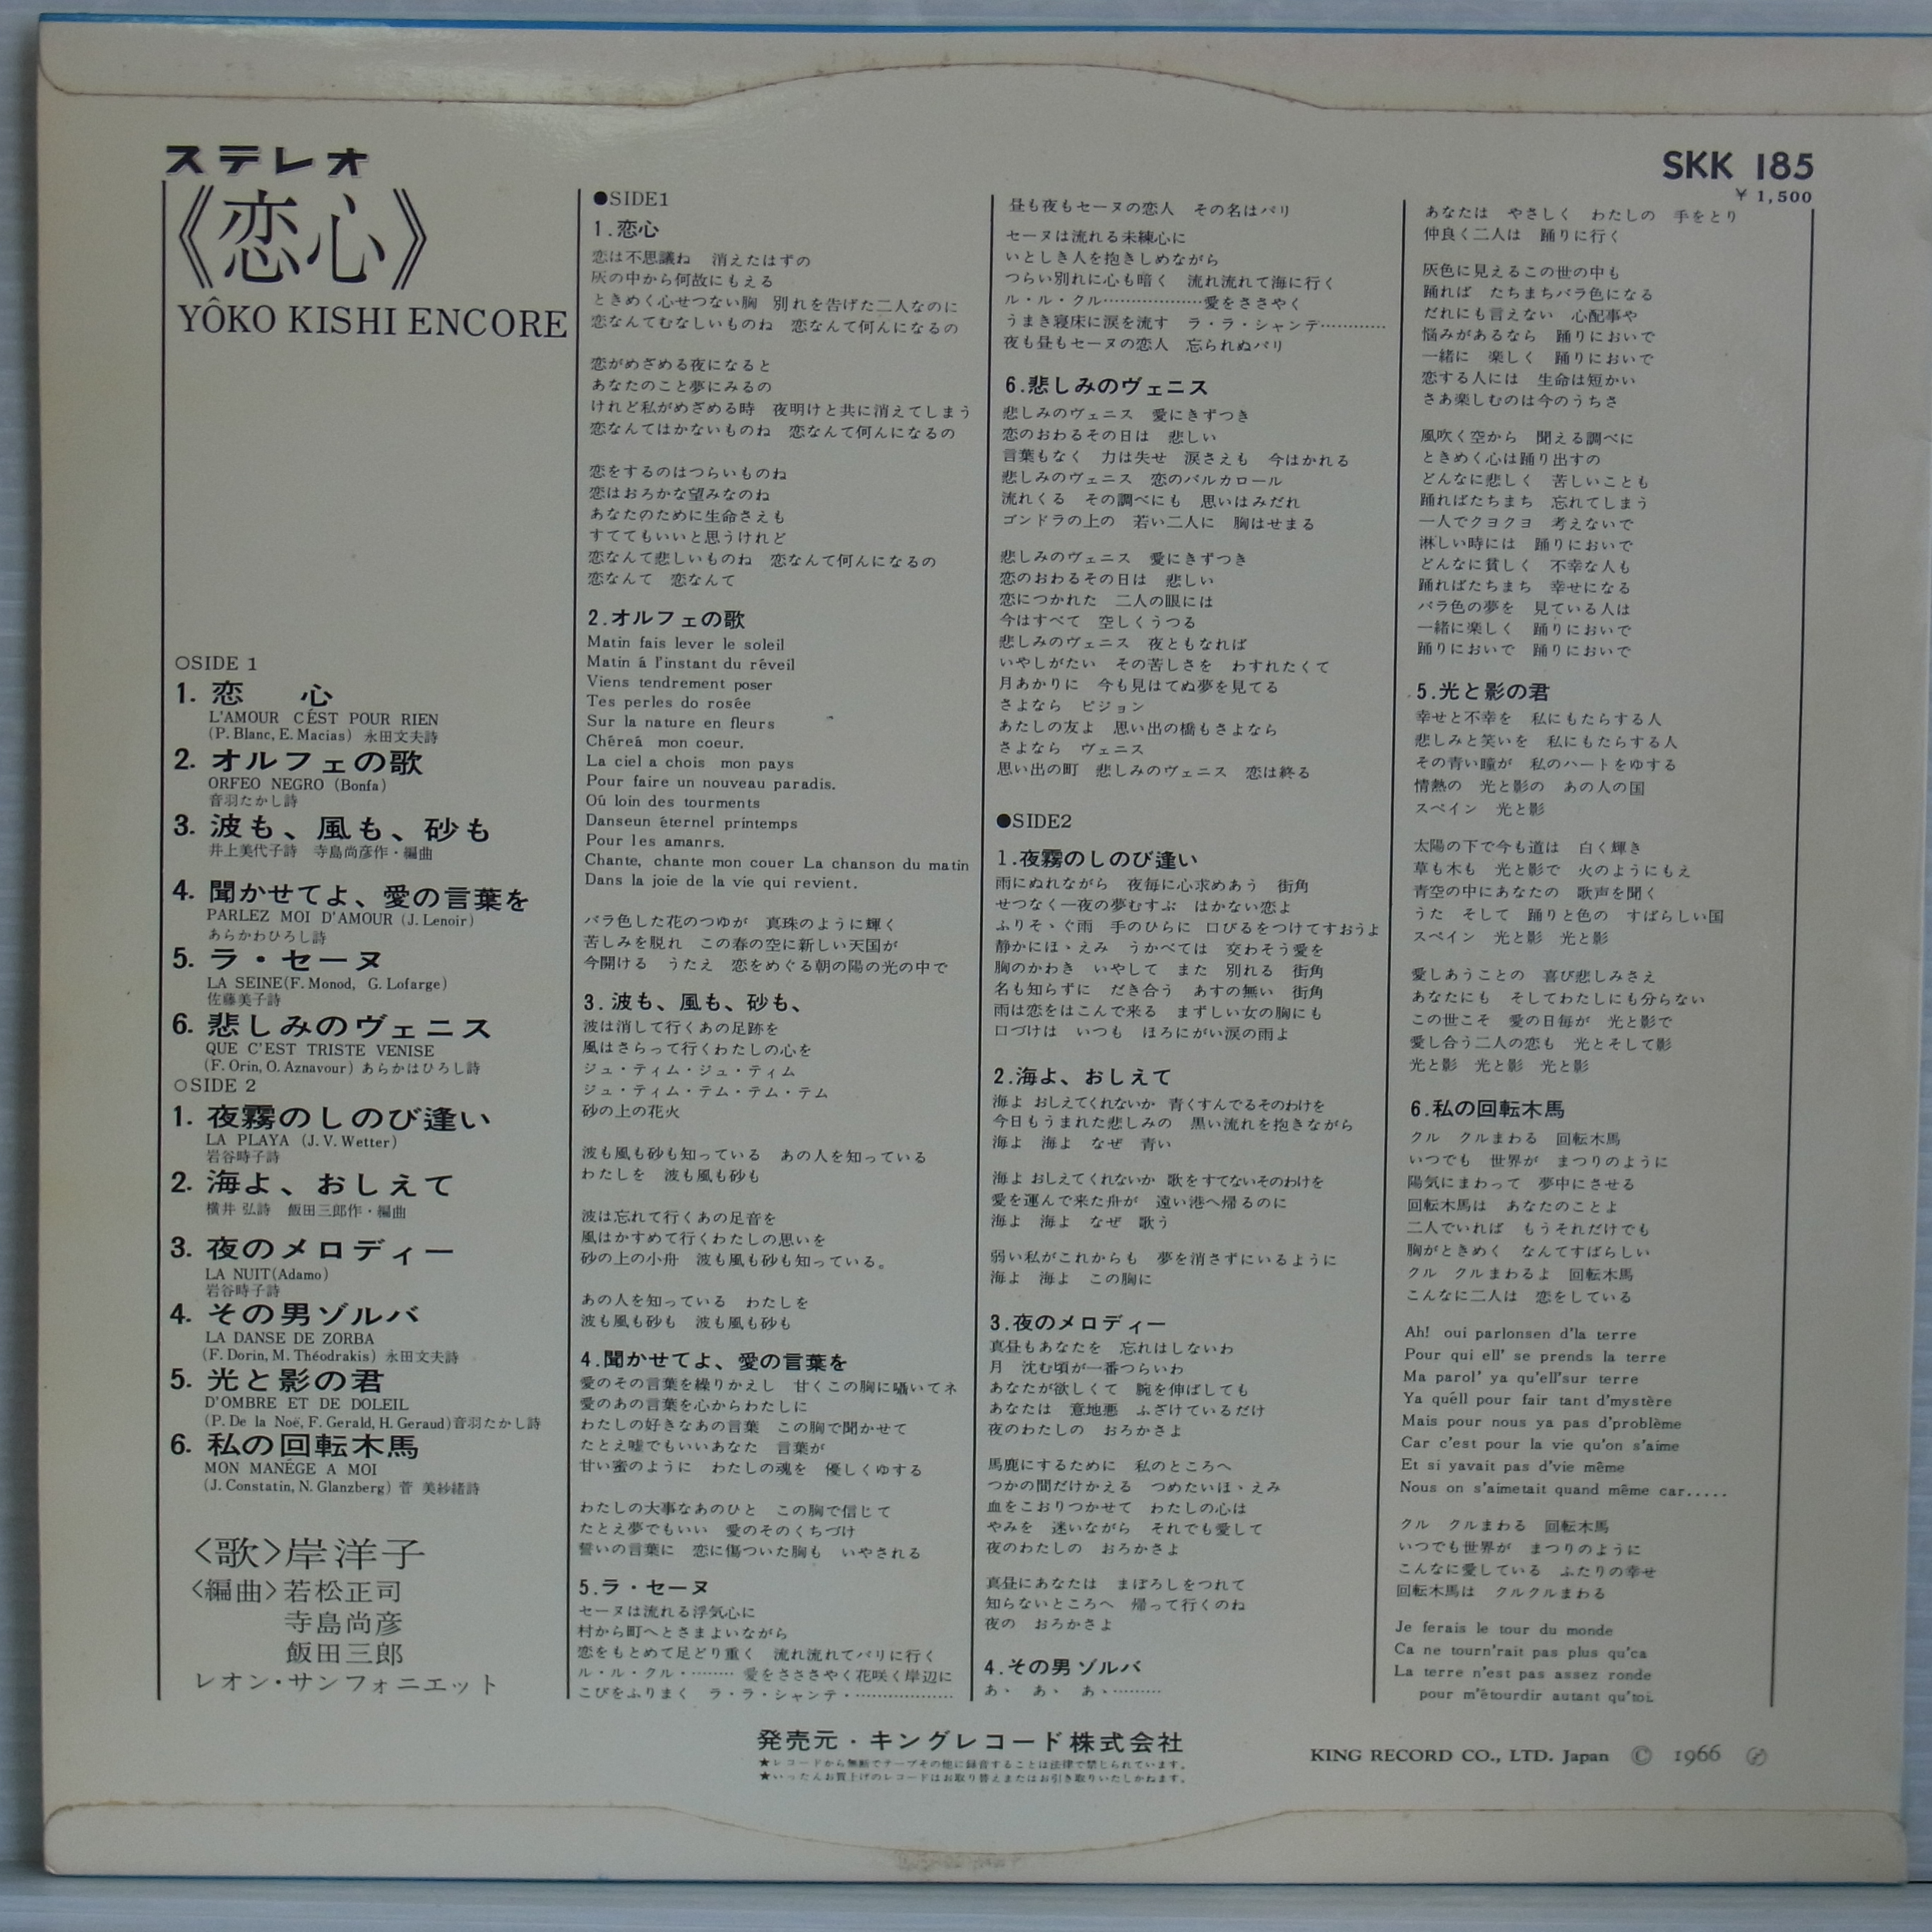 ステレオ
《恋心》
YÔKO KISHI ENCORE
SKK 185
¥ 1,500
○SIDE 1
1. 恋　心
L'AMOUR CÉST POUR RIEN
(P. Blanc, E. Macias) 永田文夫詩
2. オルフェの歌
ORFEO NEGRO (Bonfa)
音羽たかし詩
3. 波も、風も、砂も
井上美代子詩　寺島尚彦作・編曲
4. 聞かせてよ、愛の言葉を
PARLEZ MOI D'AMOUR (J. Lenoir)
あらかわひろし詩
5. ラ・セーヌ
LA SEINE(F. Monod, G. Lofarge)
佐藤美子詩
6. 悲しみのヴェニス
QUE C'EST TRISTE VENISE
(F. Orin, O. Aznavour) あらかはひろし詩
○SIDE 2
1. 夜霧のしのび逢い
LA PLAYA (J. V. Wetter)
岩谷時子詩
2. 海よ、おしえて
横井 弘詩　飯田三郎作・編曲
3. 夜のメロディー
LA NUIT(Adamo)
岩谷時子詩
4. その男ゾルバ
LA DANSE DE ZORBA
(F. Dorin, M. Théodrakis) 永田文夫詩
5. 光と影の君
D'OMBRE ET DE DOLEIL
(P. De la Noë, F. Gerald, H. Geraud)音羽たかし詩
6. 私の回転木馬
MON MANÉGE A MOI
(J. Constatin, N. Glanzberg) 菅 美紗緒詩
〈歌〉岸洋子
〈編曲〉若松正司
寺島尚彦
飯田三郎
レオン・サンフォニエット
●SIDE1
1.恋心
恋は不思議ね　消えたはずの
灰の中から何故にもえる
ときめく心せつない胸　別れを告げた二人なのに
恋なんてむなしいものね　恋なんて何んになるの
恋がめざめる夜になると
あなたのこと夢にみるの
けれど私がめざめる時　夜明けと共に消えてしまう
恋なんてはかないものね　恋なんて何んになるの
恋をするのはつらいものね
恋はおろかな望みなのね
あなたのために生命さえも
すててもいいと思うけれど
恋なんて悲しいものね　恋なんて何んになるの
恋なんて　恋なんて
2.オルフェの歌
Matin fais lever le soleil
Matin á l'instant du réveil
Viens tendrement poser
Tes perles do rosée
Sur la nature en fleurs
Chéreá mon coeur.
La ciel a chois mon pays
Pour faire un nouveau paradis.
Oú loin des tourments
Danseun éternel printemps
Pour les amanrs.
Chante, chante mon couer La chanson du matin
Dans la joie de la vie qui revient.
バラ色した花のつゆが　真珠のように輝く
苦しみを脱れ　この春の空に新しい天国が
今開ける　うたえ　恋をめぐる朝の陽の光の中で
3.波も、風も、砂も、
波は消して行くあの足跡を
風はさらって行くわたしの心を
ジュ・ティム・ジュ・ティム
ジュ・ティム・テム・テム・テム
砂の上の花火
波も風も砂も知っている　あの人を知っている
わたしを　波も風も砂も
波は忘れて行くあの足音を
風はかすめて行くわたしの思いを
砂の上の小舟　波も風も砂も知っている。
あの人を知っている　わたしを
波も風も砂も　波も風も砂も
4.聞かせてよ、愛の言葉を
愛のその言葉を繰りかえし　甘くこの胸に囁いてネ
愛のあの言葉を心からわたしに
わたしの好きなあの言葉　この胸で聞かせて
たとえ嘘でもいいあなた　言葉が
甘い蜜のように　わたしの魂を　優しくゆする
わたしの大事なあのひと　この胸で信じて
たとえ夢でもいい　愛のそのくちづけ
誓いの言葉に　恋に傷ついた胸も　いやされる
5.ラ・セーヌ
セーヌは流れる浮気心に
村から町へとさまよいながら
恋をもとめて足どり重く　流れ流れてパリに行く
ル・ル・クル・……… 愛をさささやく花咲く岸辺に
こびをふりまく　ラ・ラ・シャンテ・………………
昼も夜もセーヌの恋人　その名はパリ
セーヌは流れる未練心に
いとしき人を抱きしめながら
つらい別れに心も暗く　流れ流れて海に行く
ル・ル・クル………………愛をささやく
うまき寝床に涙を流す　ラ・ラ・シャンテ…………
夜も昼もセーヌの恋人　忘られぬパリ
6.悲しみのヴェニス
悲しみのヴェニス　愛にきずつき
恋のおわるその日は　悲しい
言葉もなく　力は失せ　涙さえも　今はかれる
悲しみのヴェニス　恋のバルカロール
流れくる　その調べにも　思いはみだれ
ゴンドラの上の　若い二人に　胸はせまる
悲しみのヴェニス　愛にきずつき
恋のおわるその日は　悲しい
恋につかれた　二人の眼には
今はすべて　空しくうつる
悲しみのヴェニス　夜ともなれば
いやしがたい　その苦しさを　わすれたくて
月あかりに　今も見はてぬ夢を見てる
さよなら　ピジョン
あたしの友よ　思い出の橋もさよなら
さよなら　ヴェニス
思い出の町　悲しみのヴェニス　恋は終る
●SIDE2
1.夜霧のしのび逢い
雨にぬれながら　夜毎に心求めあう　街角
せつなく一夜の夢むすぶ　はかない恋よ
ふりそゝぐ雨　手のひらに　口びるをつけてすおうよ
静かにほゝえみ　うかべては　交わそう愛を
胸のかわき　いやして　また　別れる　街角
名も知らずに　だき合う　あすの無い　街角
雨は恋をはこんで来る　まずしい女の胸にも
口づけは　いつも　ほろにがい涙の雨よ
2.海よ、おしえて
海よ おしえてくれないか　青くすんでるそのわけを
今日もうまれた悲しみの　黒い流れを抱きながら
海よ　海よ　なぜ　青い
海よ おしえてくれないか　歌をすてないそのわけを
愛を運んで来た舟が　遠い港へ帰るのに
海よ　海よ　なぜ　歌う
弱い私がこれからも　夢を消さずにいるように
海よ　海よ　この胸に
3.夜のメロディー
真昼もあなたを　忘れはしないわ
月　沈む頃が一番つらいわ
あなたが欲しくて　腕を伸ばしても
あなたは　意地悪　ふざけているだけ
夜のわたしの　おろかさよ
馬鹿にするために　私のところへ
つかの間だけかえる　つめたいほゝえみ
血をこおりつかせて　わたしの心は
やみを　迷いながら　それでも愛して
夜のわたしの　おろかさよ
真昼にあなたは　まぼろしをつれて
知らないところへ　帰って行くのね
夜の　おろかさよ
4.その男ゾルバ
あゝ　あゝ　あゝ………
あなたは　やさしく　わたしの　手をとり
仲良く二人は　踊りに行く
灰色に見えるこの世の中も
踊れば　たちまちバラ色になる
だれにも言えない　心配事や
悩みがあるなら　踊りにおいで
一緒に　楽しく　踊りにおいで
恋する人には　生命は短かい
さあ楽しむのは今のうちさ
風吹く空から　聞える調べに
ときめく心は踊り出すの
どんなに悲しく　苦しいことも
踊ればたちまち　忘れてしまう
一人でクヨクヨ　考えないで
淋しい時には　踊りにおいで
どんなに貧しく　不幸な人も
踊ればたちまち　幸せになる
バラ色の夢を　見ている人は
一緒に楽しく　踊りにおいで
踊りにおいで　踊りにおいで
5.光と影の君
幸せと不幸を　私にもたらする人
悲しみと笑いを　私にもたらする人
その青い瞳が　私のハートをゆする
情熱の　光と影の　あの人の国
スペイン　光と影
太陽の下で今も道は　白く輝き
草も木も　光と影で　火のようにもえ
青空の中にあなたの　歌声を聞く
うた　そして　踊りと色の　すばらしい国
スペイン　光と影　光と影
愛しあうことの　喜び悲しみさえ
あなたにも　そしてわたしにも分らない
この世こそ　愛の日毎が　光と影で
愛し合う二人の恋も　光とそして影
光と影　光と影　光と影
6.私の回転木馬
クル　クルまわる　回転木馬
いつでも　世界が　まつりのように
陽気にまわって　夢中にさせる
回転木馬は　あなたのことよ
二人でいれば　もうそれだけでも
胸がときめく　なんてすばらしい
クル　クルまわるよ　回転木馬
こんなに二人は　恋をしている
Ah! oui parlonsen d'la terre
Pour qui ell' se prends la terre
Ma parol' ya qu'ell'sur terre
Ya quéll pour fair tant d'mystère
Mais pour nous ya pas d'problème
Car c'est pour la vie qu'on s'aime
Et si yavait pas d'vie même
Nous on s'aimetait quand même car.....
クル　クルまわる　回転木馬
いつでも世界が　まつりのように
こんなに愛している　ふたりの幸せ
回転木馬は　クルクルまわる
Je ferais le tour du monde
Ca ne tourn'rait pas plus qu'ca
La terre n'est pas assez ronde
pour m'étourdir autant qu'toi.
発売元・キングレコード株式会社
★レコードから無断でテープその他に録音することは法律で禁じられています。
★いったんお買上げのレコードはお取り替えまたはお引き取りいたしかねます。
KING RECORD CO., LTD. Japan © 1966